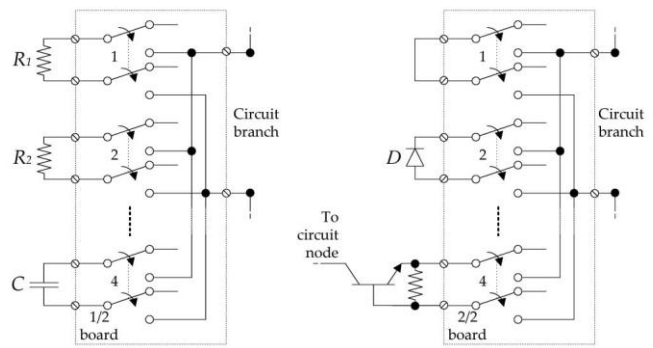 R1
1
R2
2
Circuit
branch
C
4
1/2
board
1
D
2
Circuit
branch
To
circuit
node
4
2/2
board